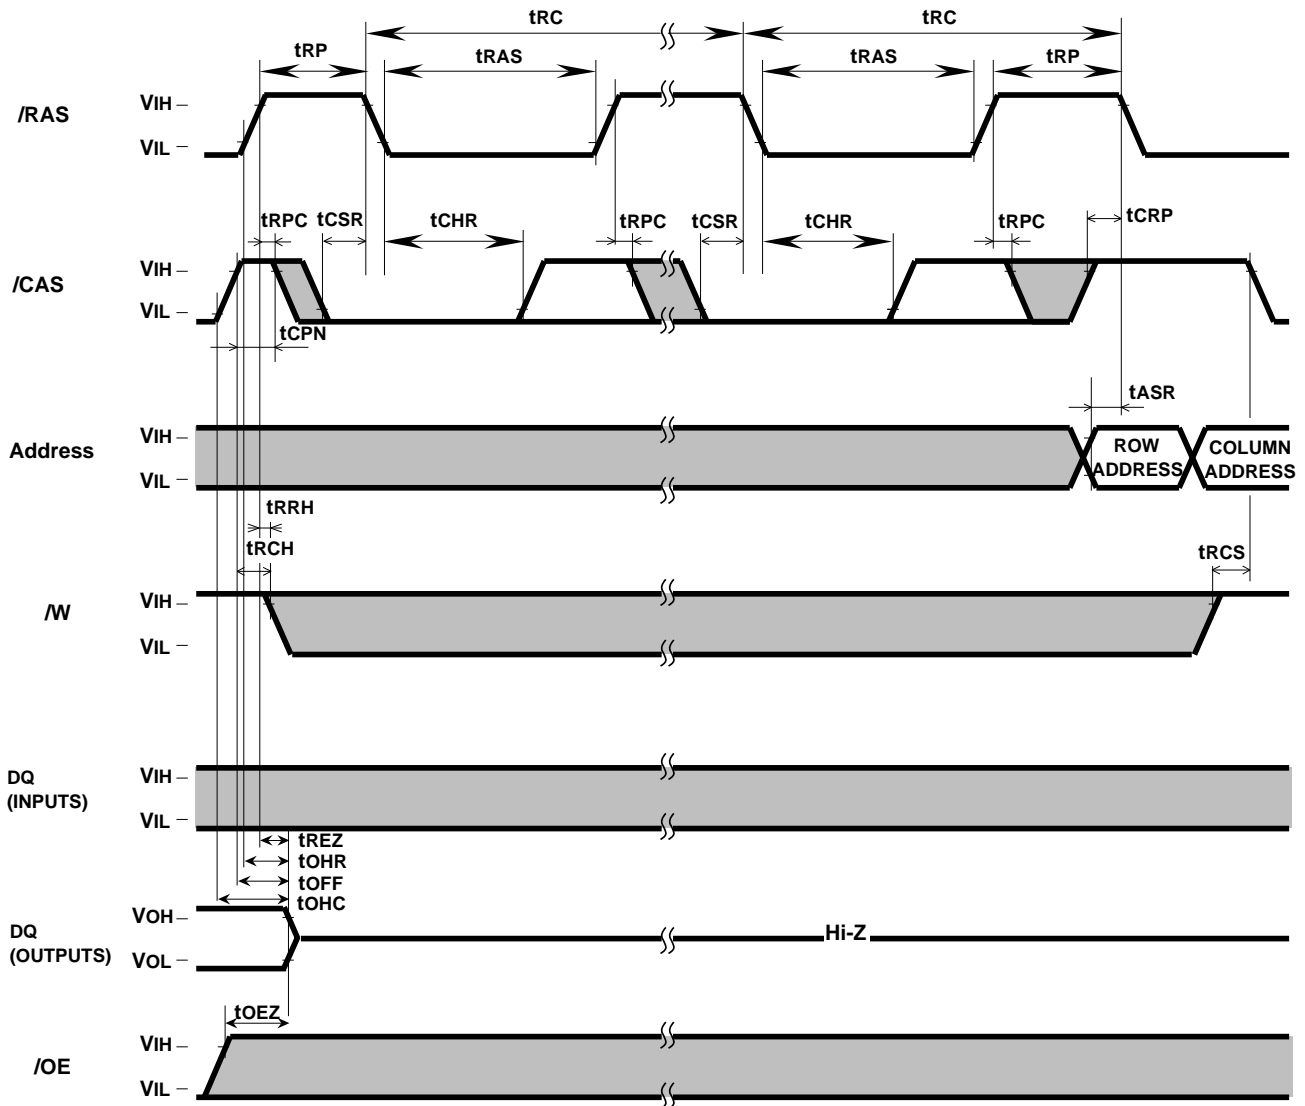 tRC tRC
tRP tRAS tRAS tRP
/RAS
VIH
VIL
tRPC tCSR tCHR tRPC tCSR tCHR tRPC tCRP
/CAS
VIH
VIL
tCPN
tASR
Address
VIH
VIL
ROW ADDRESS
COLUMN ADDRESS
tRRH
tRCH
tRCS
/W
VIH
VIL
DQ
(INPUTS)
VIH
VIL
tREZ
tOHR
tOFF
tOHC
DQ
(OUTPUTS)
VOH
VOL
Hi-Z
tOEZ
/OE
VIH
VIL